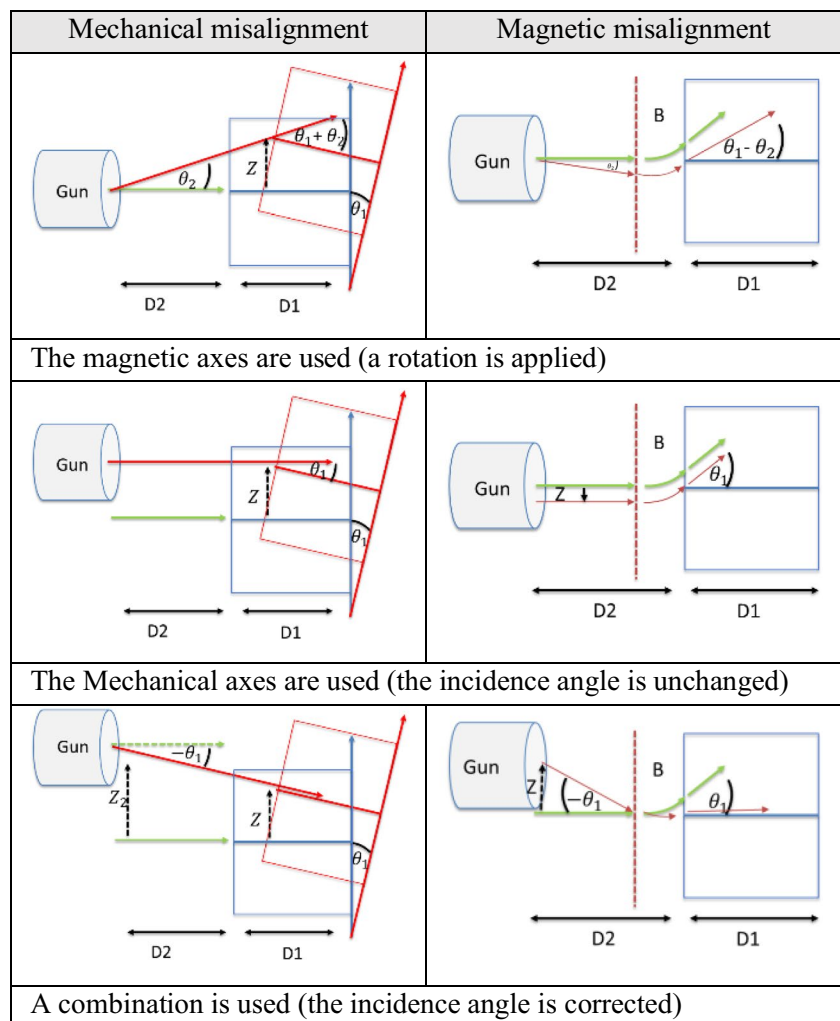 Mechanical misalignment
Magnetic misalignment
Gun
θ₂
Z
θ₁ + θ₂
θ₁
D2
D1
Gun
θ₂
B
θ₁ - θ₂
D2
D1
The magnetic axes are used (a rotation is applied)
Gun
Z
θ₁
θ₁
D2
D1
Gun
Z
B
θ₁
D2
D1
The Mechanical axes are used (the incidence angle is unchanged)
Gun
−θ₁
Z₂
Z
θ₁
D2
D1
Gun
Z
−θ₁
B
θ₁
D2
D1
A combination is used (the incidence angle is corrected)